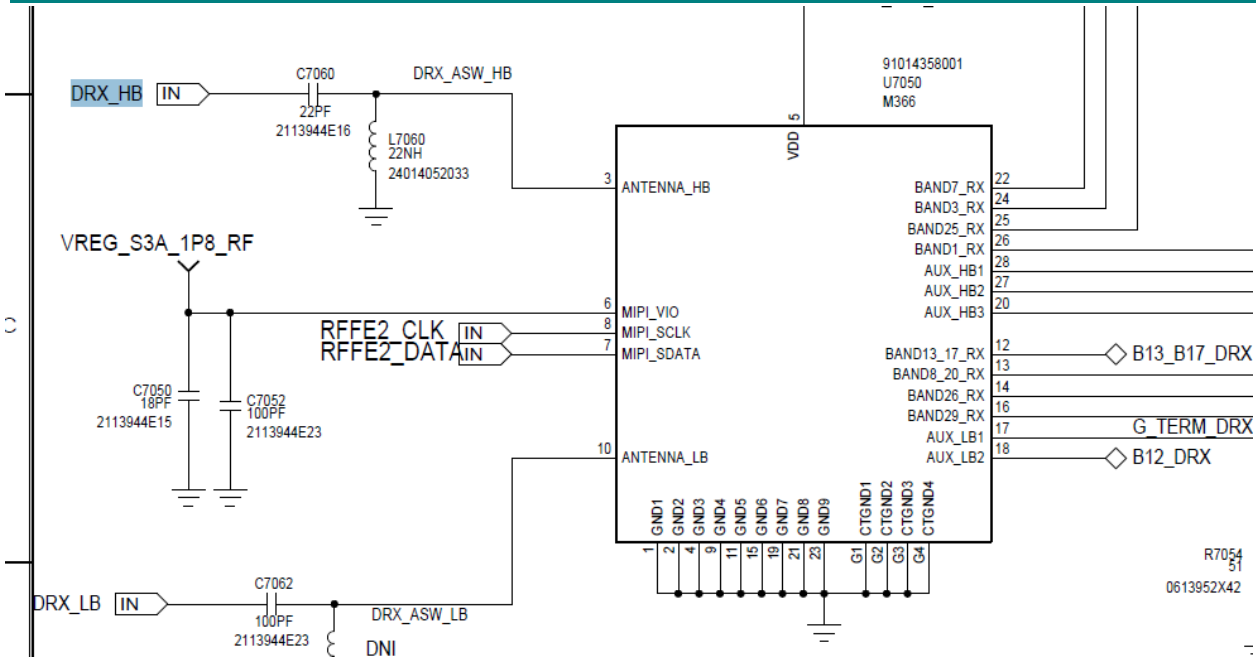 91014358001
U7050
M366
DRX_HB IN
C7060
22PF
2113944E16
DRX_ASW_HB
L7060
22NH
24014052033
5
VDD
3 ANTENNA_HB
BAND7_RX 22
BAND3_RX 24
BAND25_RX 25
BAND1_RX 26
AUX_HB1 28
AUX_HB2 27
AUX_HB3 20
VREG_S3A_1P8_RF
C
6 MIPI_VIO
RFFE2_CLK IN 8 MIPI_SCLK
RFFE2_DATA IN 7 MIPI_SDATA
BAND13_17_RX 12 B13_B17_DRX
BAND8_20_RX 13
BAND26_RX 14
BAND29_RX 16
AUX_LB1 17 G_TERM_DRX
AUX_LB2 18 B12_DRX
C7050
18PF
2113944E15
C7052
100PF
2113944E23
10 ANTENNA_LB
GND1 GND2 GND3 GND4 GND5 GND6 GND7 GND8 GND9 CTGND1 CTGND2 CTGND3 CTGND4
1 2 4 9 11 15 19 21 23 G1 G2 G3 G4
R7054
51
0613952X42
DRX_LB IN
C7062
100PF
2113944E23
DRX_ASW_LB
DNI